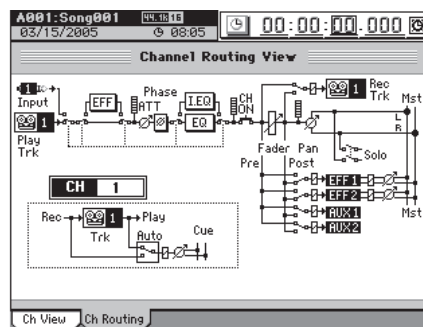 A001:Song001 44.1k 16
03/15/2005 08:05
00:00:00.000
Channel Routing View
1
Input
EFF
Phase
ATT
I.EQ
EQ
CH
ON
1
Rec
Trk
Mst
L
R
1
Play
Trk
Fader Pan
Solo
Pre Post
EFF1
EFF2
AUX1
AUX2
Mst
CH 1
Rec
1
Play
Trk
Auto
Cue
Ch View
Ch Routing